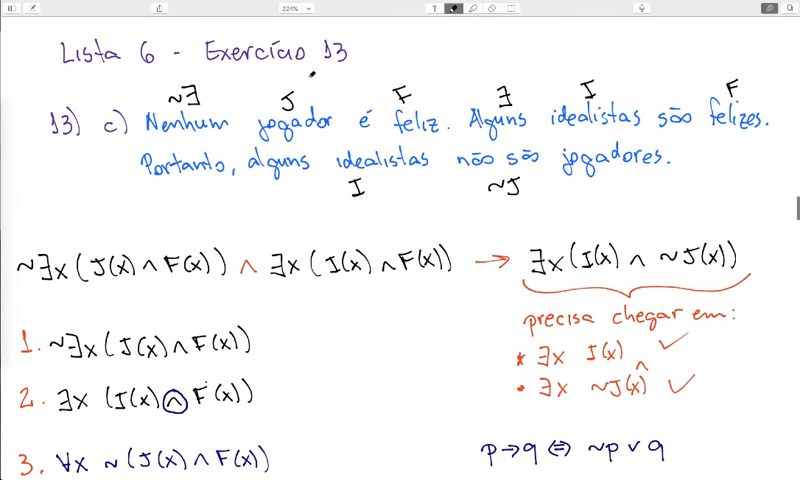 224%
T
Lista 6 - Exercício 13
~∃ J F ∃ I F
13) c) Nenhum jogador é feliz. Alguns idealistas são felizes.
Portanto, alguns idealistas não são jogadores.
I ~J
~∃x (J(x) ∧ F(x)) ∧ ∃x (I(x) ∧ F(x)) → ∃x (I(x) ∧ ~J(x))
precisa chegar em:
1. ~∃x (J(x) ∧ F(x))
* ∃x I(x) ✓
∧
2. ∃x (I(x) ∧ F(x))
• ∃x ~J(x) ✓
3. ∀x ~ (J(x) ∧ F(x))
p → q ⇔ ~p ∨ q